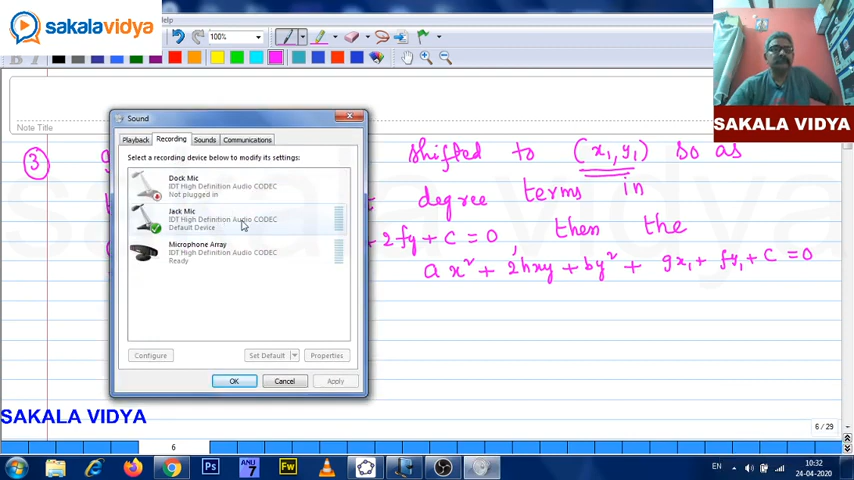 sakalavidya
Help
100%
B I
SAKALA VIDYA
Note Title
Sound
Playback Recording Sounds Communications
Select a recording device below to modify its settings:
Dock Mic
IDT High Definition Audio CODEC
Not plugged in
Jack Mic
IDT High Definition Audio CODEC
Default Device
Microphone Array
IDT High Definition Audio CODEC
Ready
Configure Set Default Properties
OK Cancel Apply
3 shifted to (x₁,y₁) so as
degree terms in
2fy + C = 0, then the
ax² + 2hxy + by² + gx₁ + fy₁ + C = 0
SAKALA VIDYA
6 / 29
6
Ps Fw
EN 10:32
24-04-2020